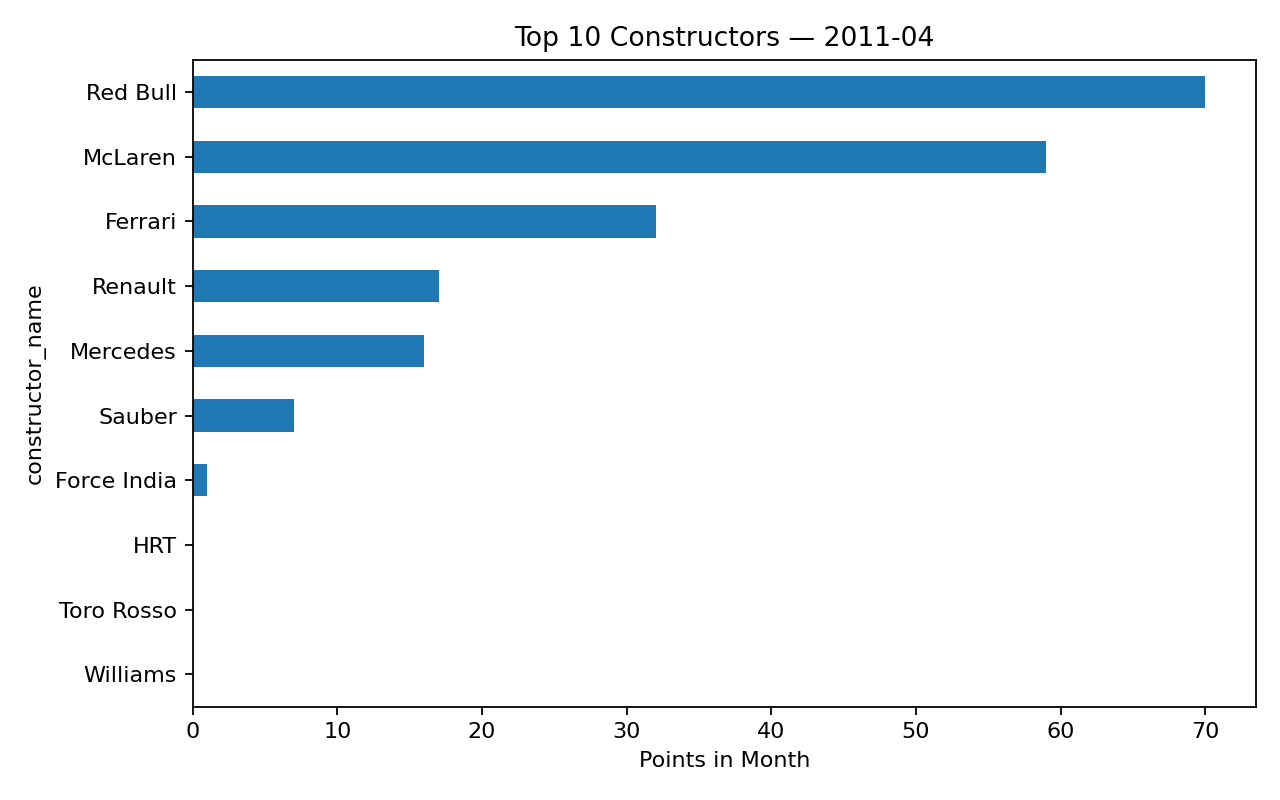 Top 10 Constructors — 2011-04
constructor_name
Red Bull
McLaren
Ferrari
Renault
Mercedes
Sauber
Force India
HRT
Toro Rosso
Williams
0 10 20 30 40 50 60 70
Points in Month